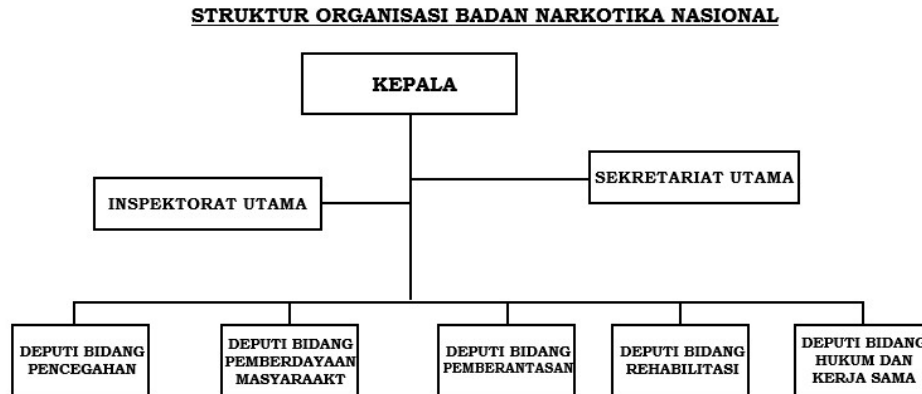 STRUKTUR ORGANISASI BADAN NARKOTIKA NASIONAL
KEPALA
SEKRETARIAT UTAMA
INSPEKTORAT UTAMA
DEPUTI BIDANG
PENCEGAHAN
DEPUTI BIDANG
PEMBERDAYAAN
MASYARAAKT
DEPUTI BIDANG
PEMBERANTASAN
DEPUTI BIDANG
REHABILITASI
DEPUTI BIDANG
HUKUM DAN
KERJA SAMA